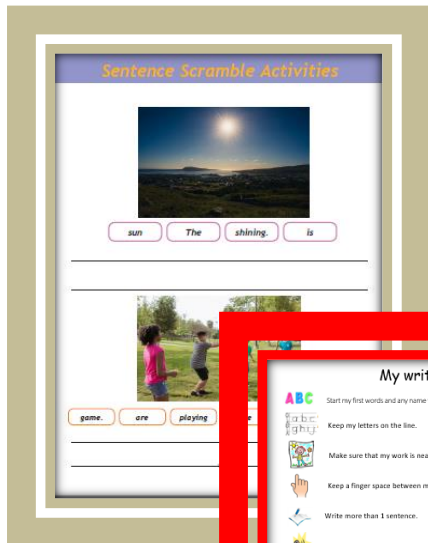 Sentence Scramble Activities
sun The shining. is
game. are playing
My writ
ABC Start my first words and any name
Keep my letters on the line.
Make sure that my work is nea
Keep a finger space between m
Write more than 1 sentence.